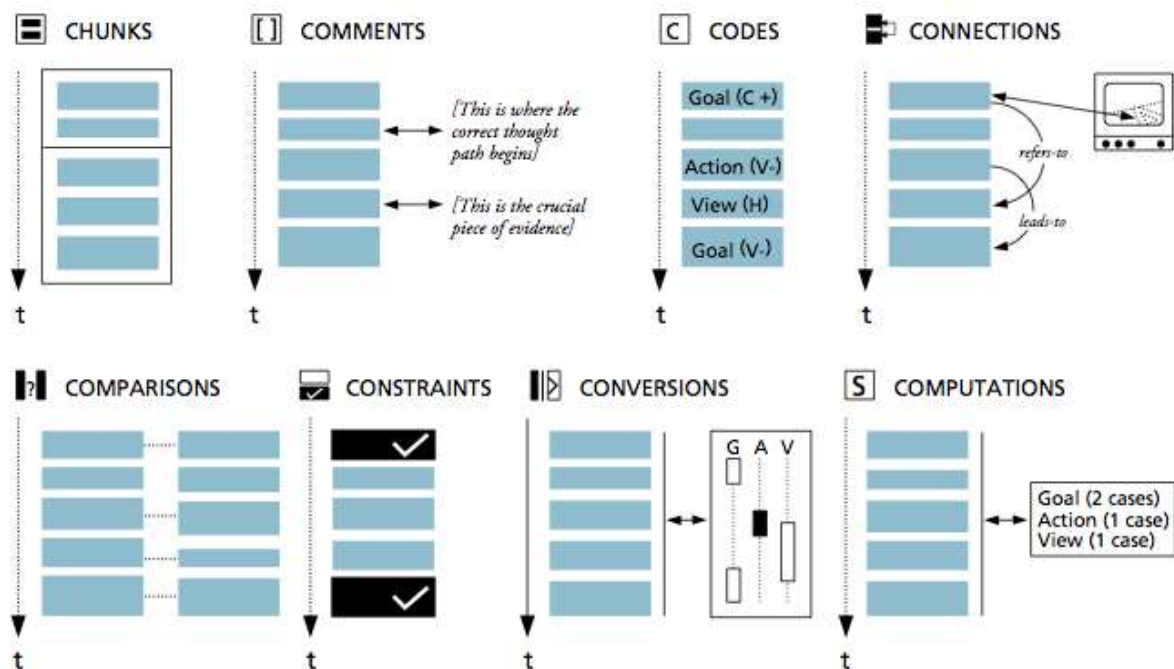 [ ]
C
CHUNKS
COMMENTS
CODES
CONNECTIONS
[This is where the
correct thought
path begins]
[This is the crucial
piece of evidence]
Goal (C +)
Action (V-)
View (H)
Goal (V-)
refers-to
leads-to
t
t
t
t
?
S
COMPARISONS
CONSTRAINTS
CONVERSIONS
COMPUTATIONS
G A V
Goal (2 cases)
Action (1 case)
View (1 case)
t
t
t
t